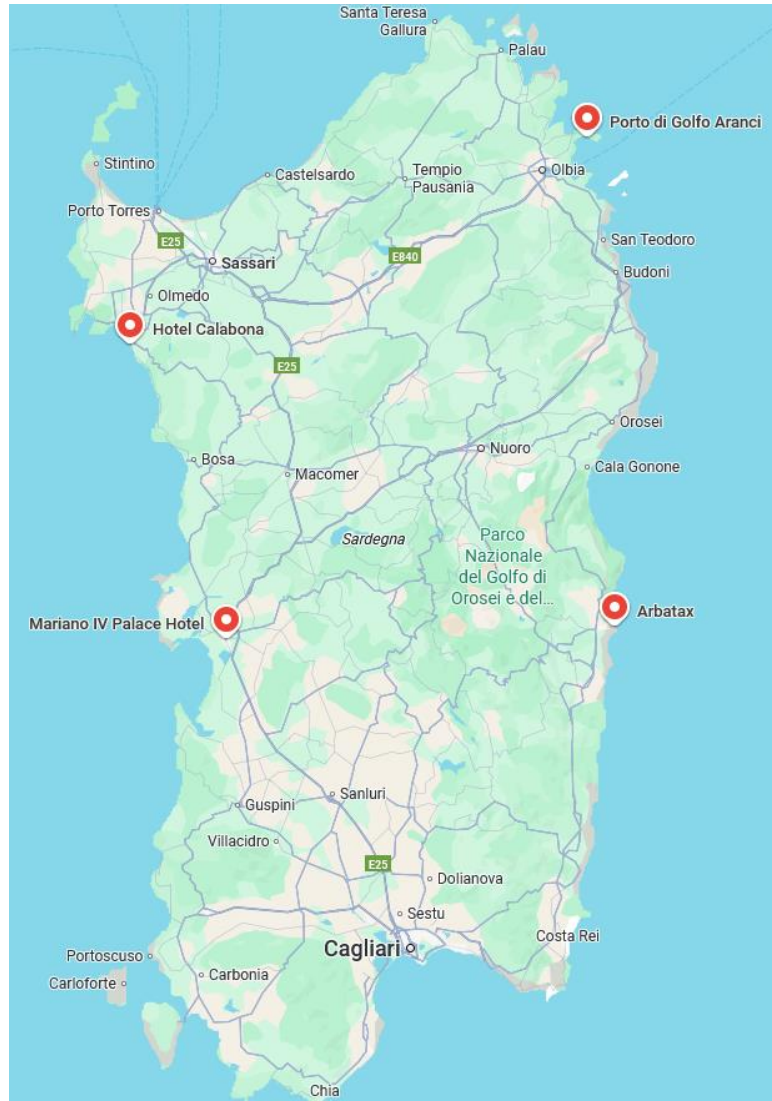 Santa Teresa
Gallura
Palau
Porto di Golfo Aranci
Stintino
Castelsardo
Tempio
Pausania
Olbia
Porto Torres
E25
San Teodoro
Sassari
E840
Budoni
Olmedo
Hotel Calabona
E25
Orosei
Bosa
Nuoro
Macomer
Cala Gonone
Sardegna
Parco
Nazionale
del Golfo di
Orosei e del...
Mariano IV Palace Hotel
Arbatax
Sanluri
Guspini
Villacidro
E25
Dolianova
Sestu
Cagliari
Costa Rei
Portoscuso
Carbonia
Carloforte
Chia